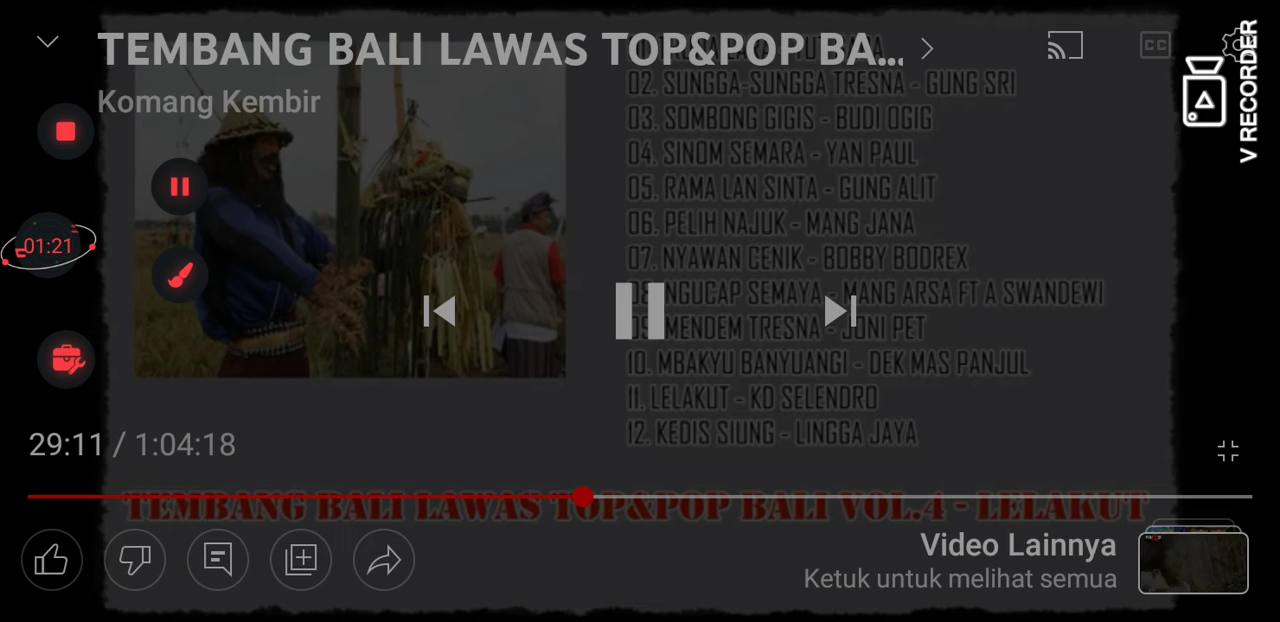 TEMBANG BALI LAWAS TOP&POP BA...
Komang Kembir
02. SUNGGA-SUNGGA TRESNA - GUNG SRI
03. SOMBONG GIGIS - BUDI OGIG
04. SINOM SEMARA - YAN PAUL
05. RAMA LAN SINTA - GUNG ALIT
06. PELIH NAJUK - MANG JANA
07. NYAWAN CENIK - BOBBY BODREX
08. NGUCAP SEMAYA - MANG ARSA FT A SWANDEWI
09. MENDEM TRESNA - JONI PET
10. MBAKYU BANYUANGI - DEK MAS PANJUL
11. LELAKUT - KO SELENDRO
12. KEDIS SIUNG - LINGGA JAYA
CC
V RECORDER
01:21
29:11 / 1:04:18
TEMBANG BALI LAWAS TOP&POP BALI VOL.4 - LELAKUT
Video Lainnya
Ketuk untuk melihat semua